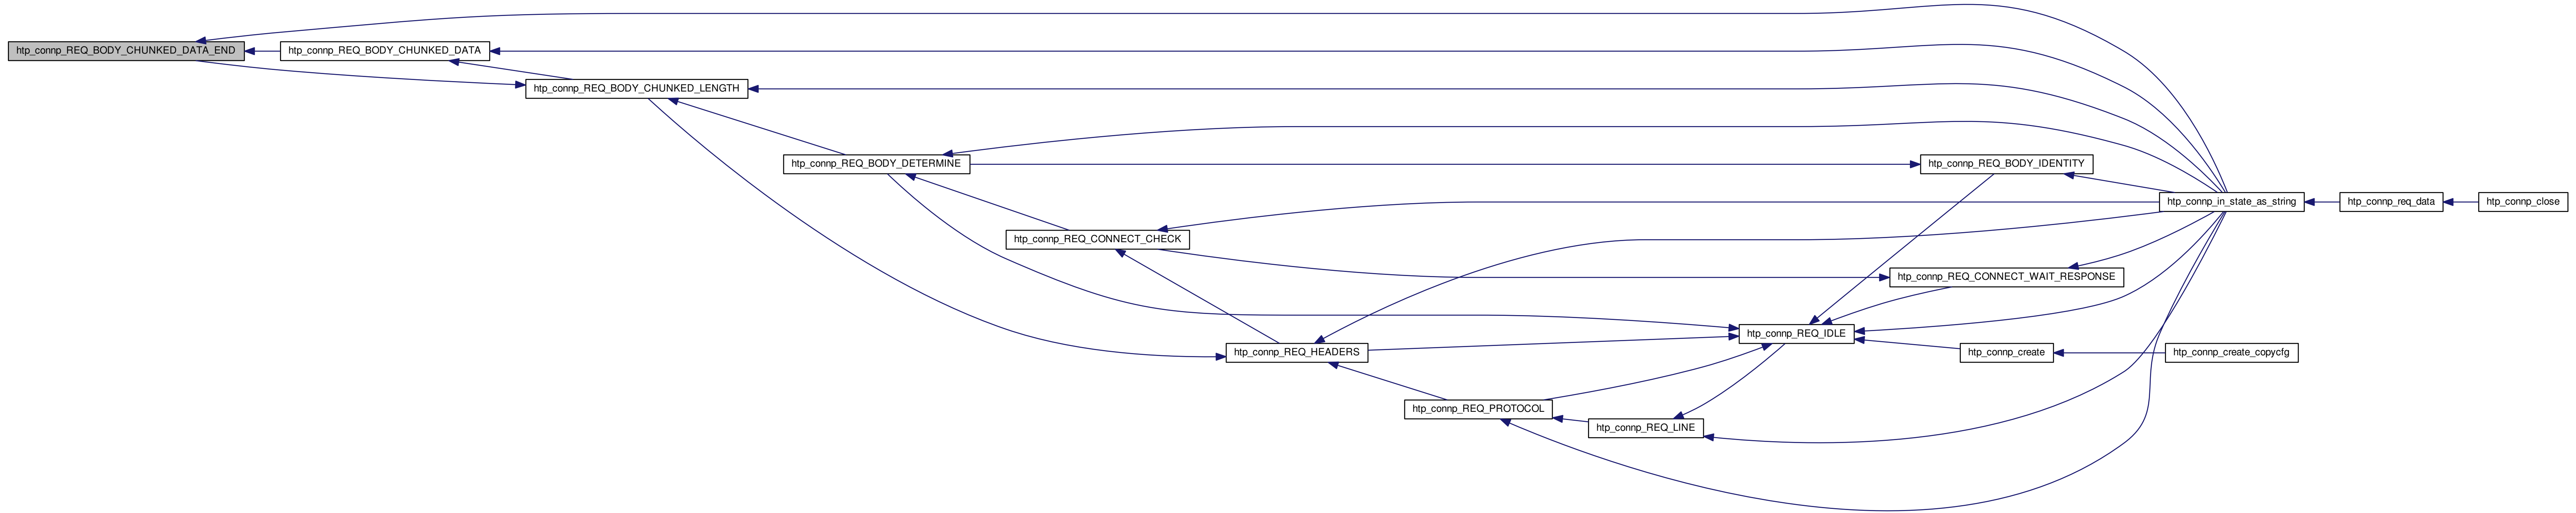 htp_connp_REQ_BODY_CHUNKED_DATA_END
htp_connp_REQ_BODY_CHUNKED_DATA
htp_connp_REQ_BODY_CHUNKED_LENGTH
htp_connp_REQ_BODY_DETERMINE
htp_connp_REQ_BODY_IDENTITY
htp_connp_in_state_as_string
htp_connp_req_data
htp_connp_close
htp_connp_REQ_CONNECT_CHECK
htp_connp_REQ_CONNECT_WAIT_RESPONSE
htp_connp_REQ_IDLE
htp_connp_REQ_HEADERS
htp_connp_create
htp_connp_create_copycfg
htp_connp_REQ_PROTOCOL
htp_connp_REQ_LINE